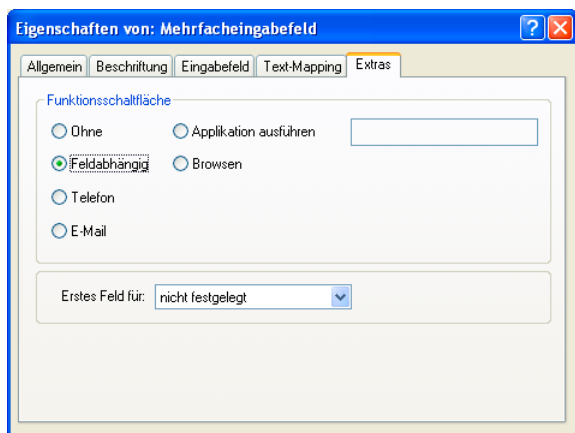 Eigenschaften von: Mehrfacheingabefeld
Allgemein Beschriftung Eingabefeld Text-Mapping Extras
Funktionsschaltfläche
Ohne Applikation ausführen
Feldabhängig Browsen
Telefon
E-Mail
Erstes Feld für: nicht festgelegt